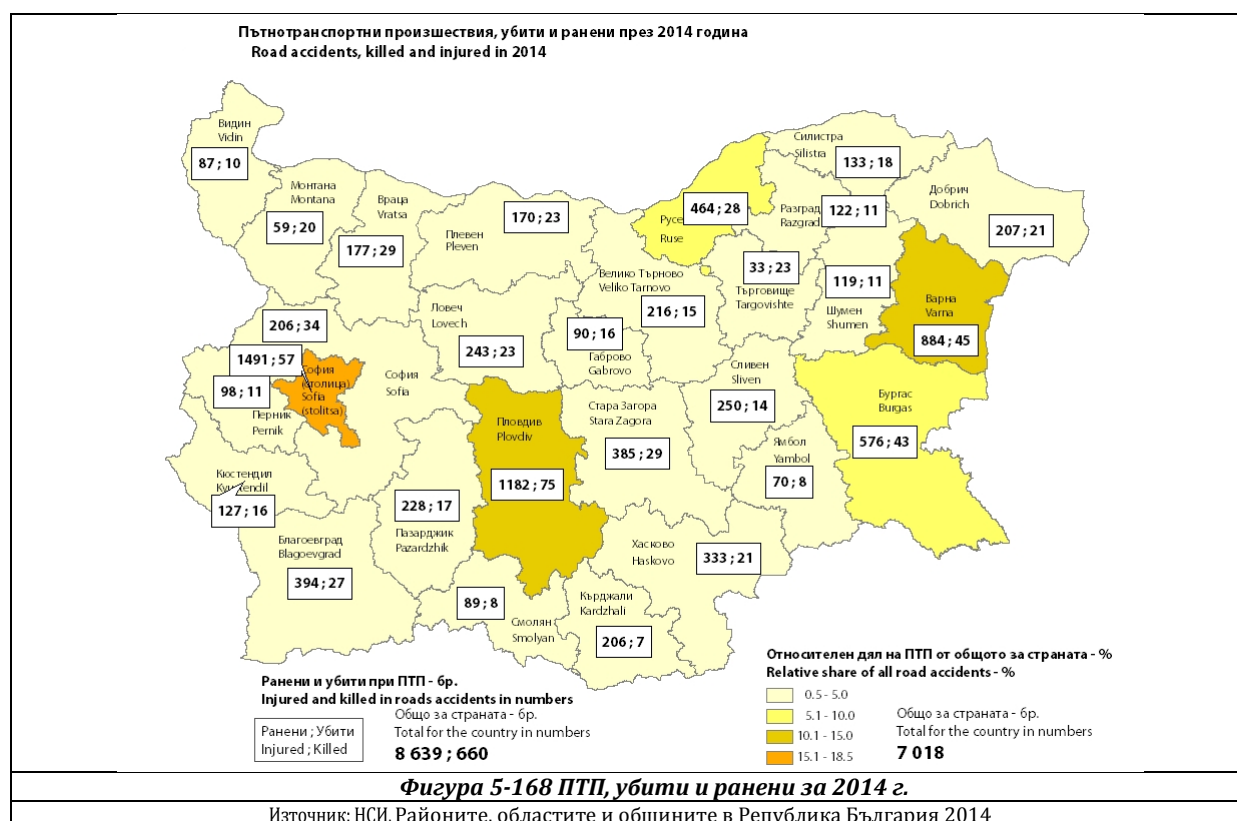 Пътнотранспортни произшествия, убити и ранени през 2014 година
Road accidents, killed and injured in 2014
Видин
Vidin
87 ; 10
Монтана
Montana
59 ; 20
Враца
Vratsa
177 ; 29
Плевен
Pleven
170 ; 23
Русе
Ruse
464 ; 28
Силистра
Silistra
133 ; 18
Разград
Razgrad
122 ; 11
Добрич
Dobrich
207 ; 21
Велико Търново
Veliko Tarnovo
216 ; 15
33 ; 23
Търговище
Targovishte
119 ; 11
Шумен
Shumen
Варна
Varna
884 ; 45
Ловеч
Lovech
243 ; 23
90 ; 16
Габрово
Gabrovo
206 ; 34
1491 ; 57
98 ; 11
София
(столица)
Sofia
(stolitsa)
София
Sofia
Перник
Pernik
Сливен
Sliven
250 ; 14
Бургас
Burgas
576 ; 43
Стара Загора
Stara Zagora
385 ; 29
Пловдив
Plovdiv
1182 ; 75
Ямбол
Yambol
70 ; 8
Кюстендил
127 ; 16
228 ; 17
Пазарджик
Pazardzhik
Благоевград
Blagoevgrad
394 ; 27
Хасково
Haskovo
333 ; 21
89 ; 8
Смолян
Smolyan
Кърджали
Kardzhali
206 ; 7
Ранени и убити при ПТП - бр.
Injured and killed in roads accidents in numbers
Ранени ; Убити
Injured ; Killed
Общо за страната - бр.
Total for the country in numbers
8 639 ; 660
Относителен дял на ПТП от общото за страната - %
Relative share of all road accidents - %
0.5 - 5.0
5.1 - 10.0
10.1 - 15.0
15.1 - 18.5
Общо за страната - бр.
Total for the country in numbers
7 018
Фигура 5-168 ПТП, убити и ранени за 2014 г.
Източник: НСИ, Районите, областите и общините в Република България 2014